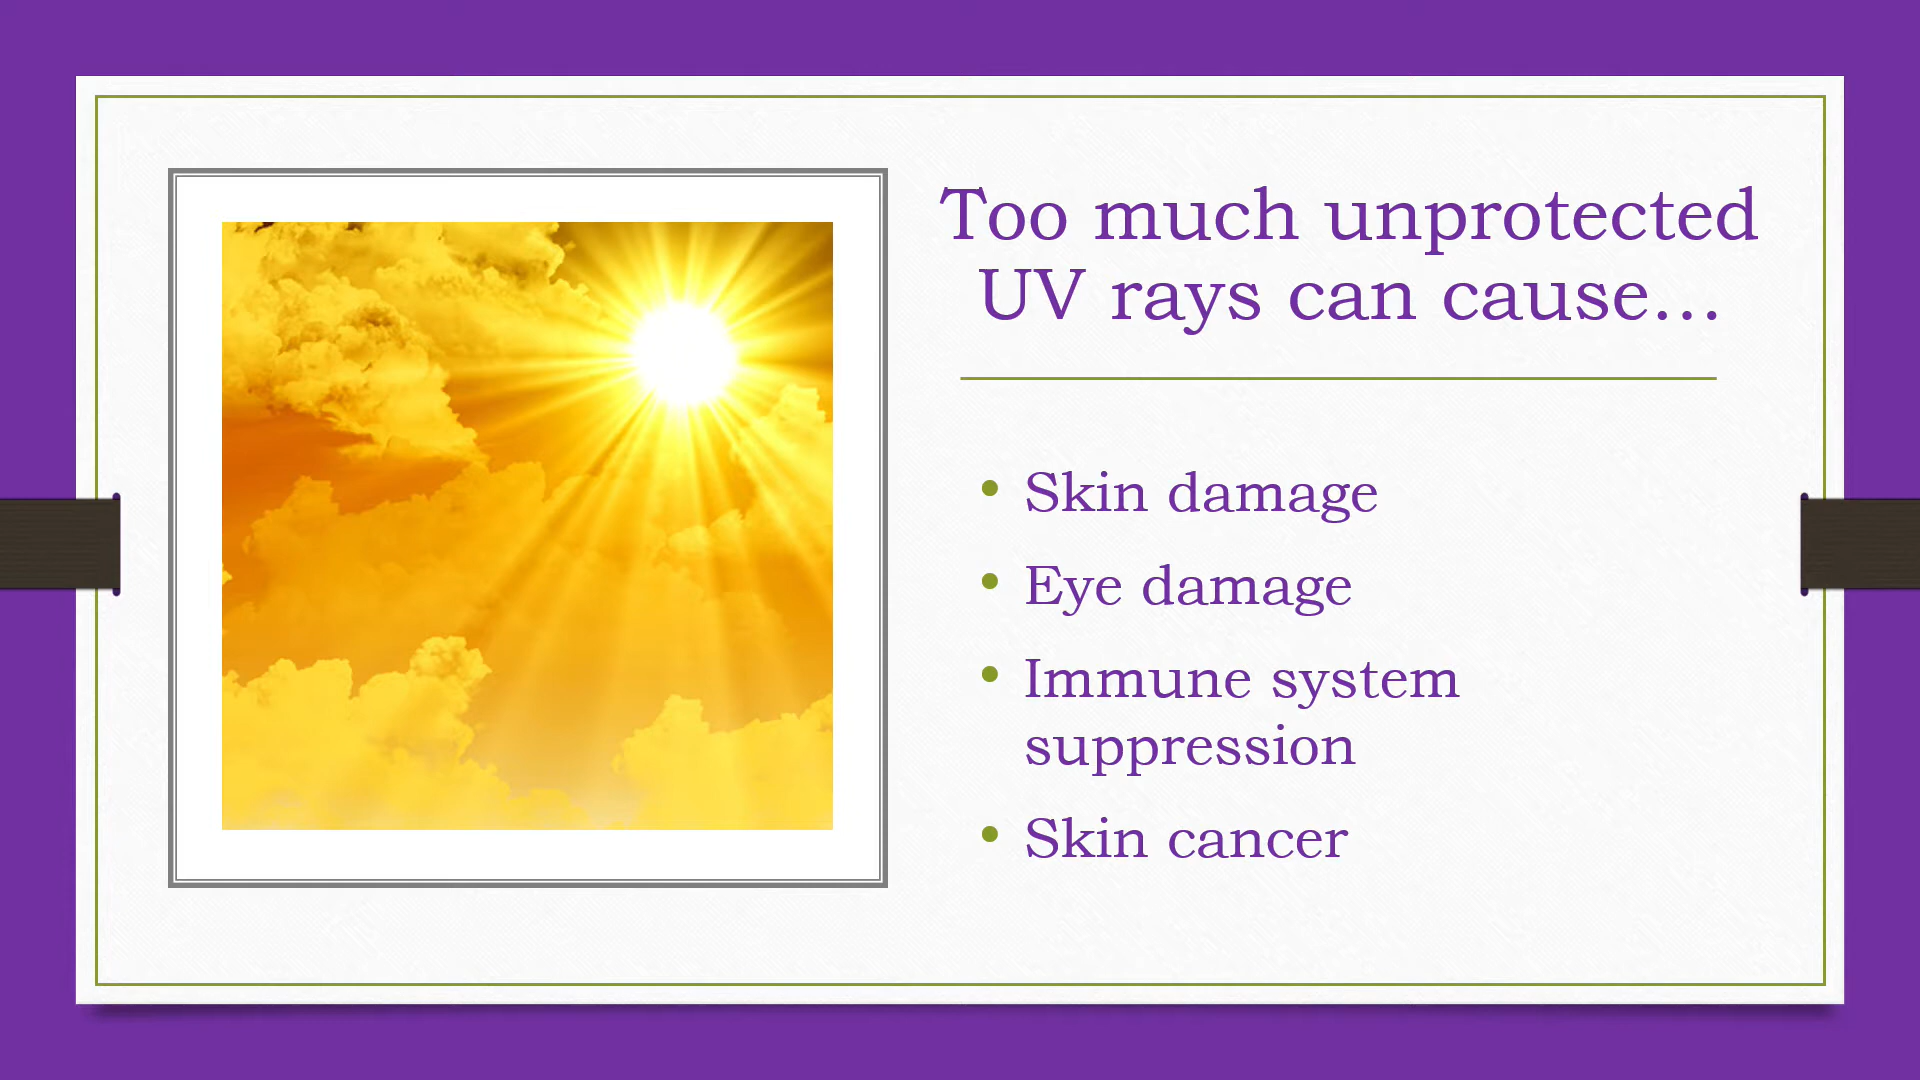 Too much unprotected
UV rays can cause…
• Skin damage
• Eye damage
• Immune system
suppression
• Skin cancer